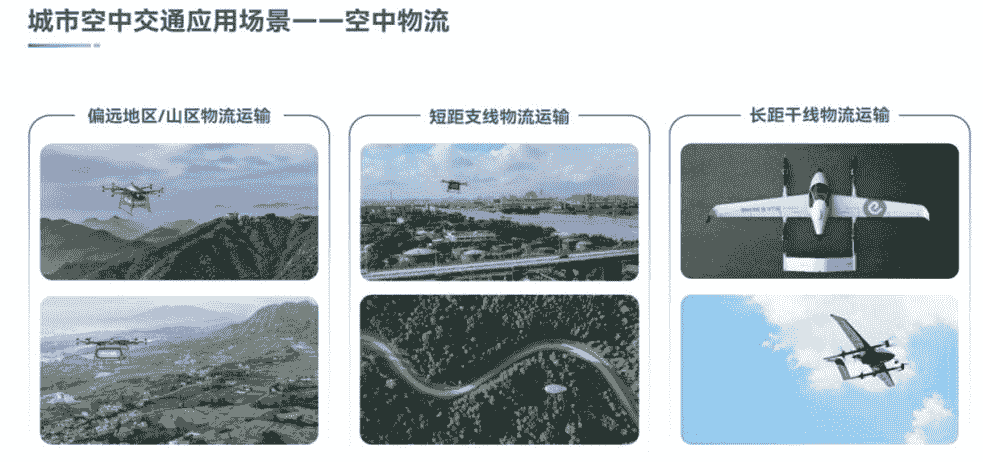 城市空中交通应用场景——空中物流
偏远地区/山区物流运输
短距支线物流运输
长距干线物流运输